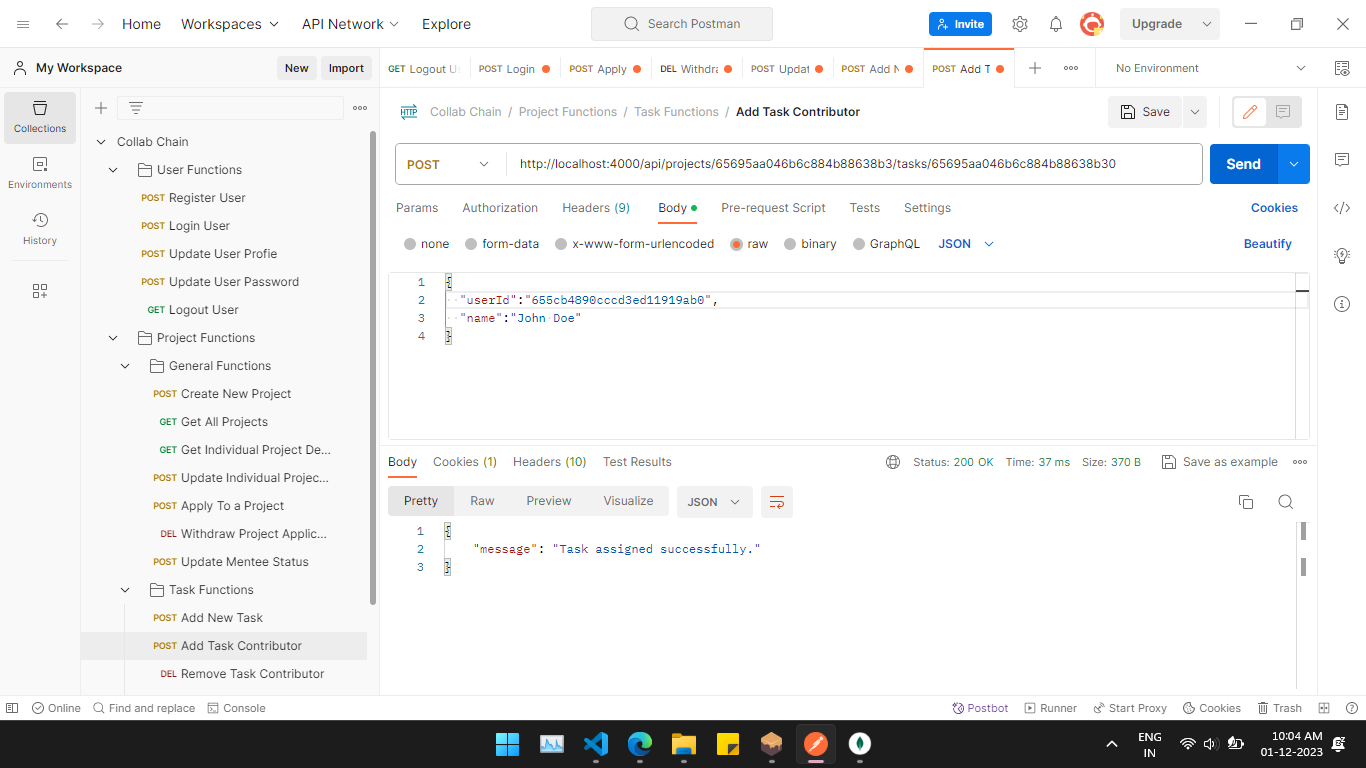 Home Workspaces API Network Explore Search Postman Invite Upgrade
My Workspace New Import
GET Logout Us POST Login POST Apply DEL Withdra POST Updat POST Add N POST Add T No Environment
Collections
Environments
History
Collab Chain
User Functions
POST Register User
POST Login User
POST Update User Profie
POST Update User Password
GET Logout User
Project Functions
General Functions
POST Create New Project
GET Get All Projects
GET Get Individual Project De...
POST Update Individual Projec...
POST Apply To a Project
DEL Withdraw Project Applic...
POST Update Mentee Status
Task Functions
POST Add New Task
POST Add Task Contributor
DEL Remove Task Contributor
HTTP Collab Chain / Project Functions / Task Functions / Add Task Contributor Save
POST http://localhost:4000/api/projects/65695aa046b6c884b88638b3/tasks/65695aa046b6c884b88638b30 Send
Params Authorization Headers (9) Body Pre-request Script Tests Settings Cookies
none form-data x-www-form-urlencoded raw binary GraphQL JSON Beautify
1 {
2 "userId":"655cb4890cccd3ed11919ab0",
3 "name":"John Doe"
4 }
Body Cookies (1) Headers (10) Test Results Status: 200 OK Time: 37 ms Size: 370 B Save as example
Pretty Raw Preview Visualize JSON
1 {
2 "message": "Task assigned successfully."
3 }
Online Find and replace Console Postbot Runner Start Proxy Cookies Trash
ENG
IN
10:04 AM
01-12-2023